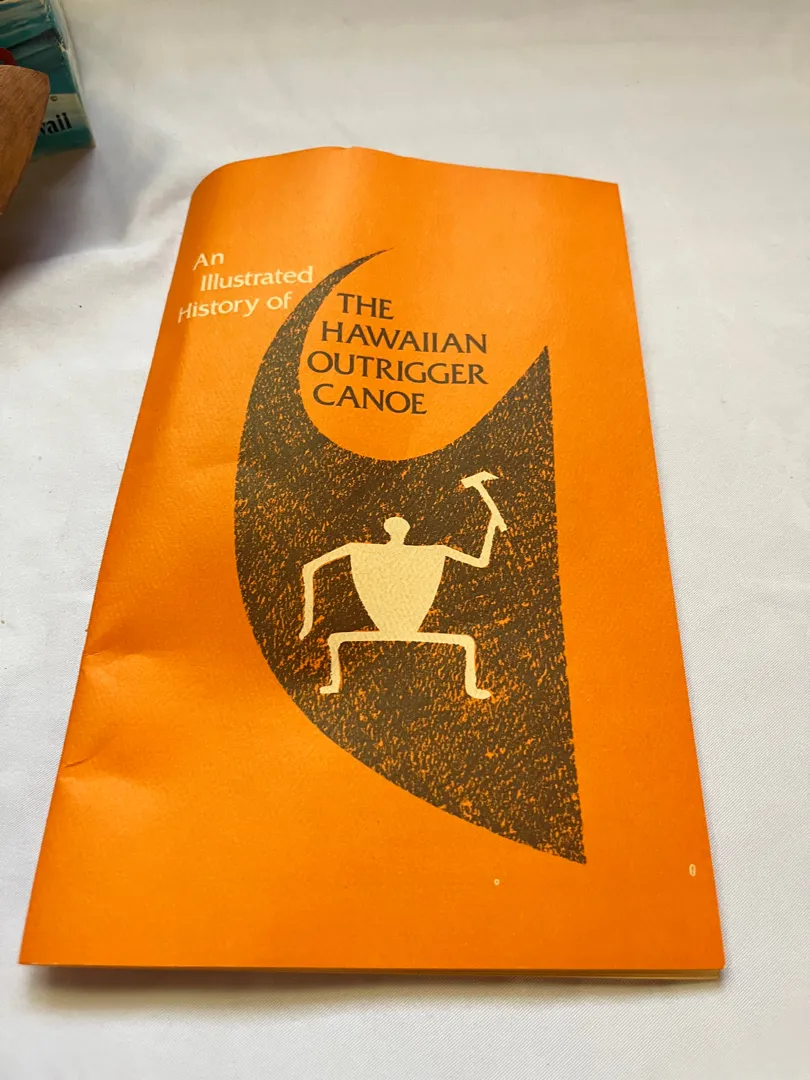 An
Illustrated
History of
THE
HAWAIIAN
OUTRIGGER
CANOE